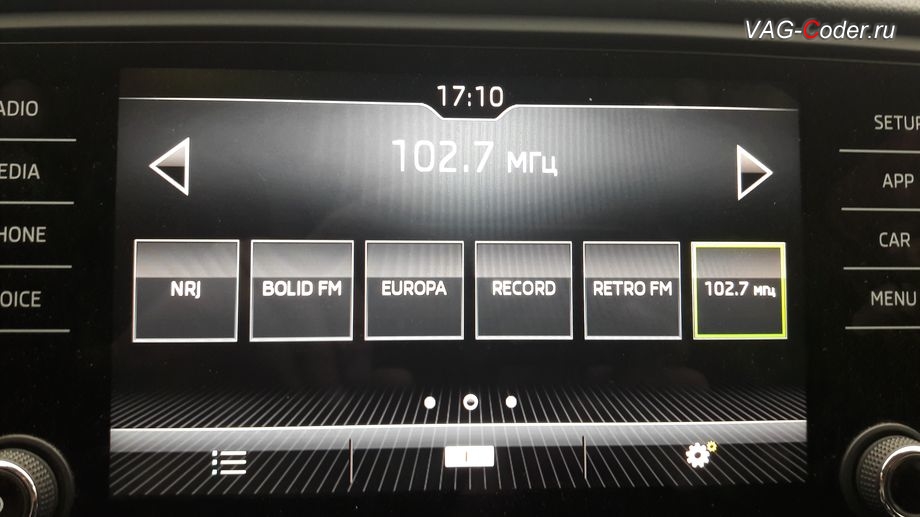 VAG-Coder.ru
17:10
102.7 МГц
ADIO
EDIA
HONE
OICE
NRJ
BOLID FM
EUROPA
RECORD
RETRO FM
102.7 МГц
SETUP
APP
CAR
MENU